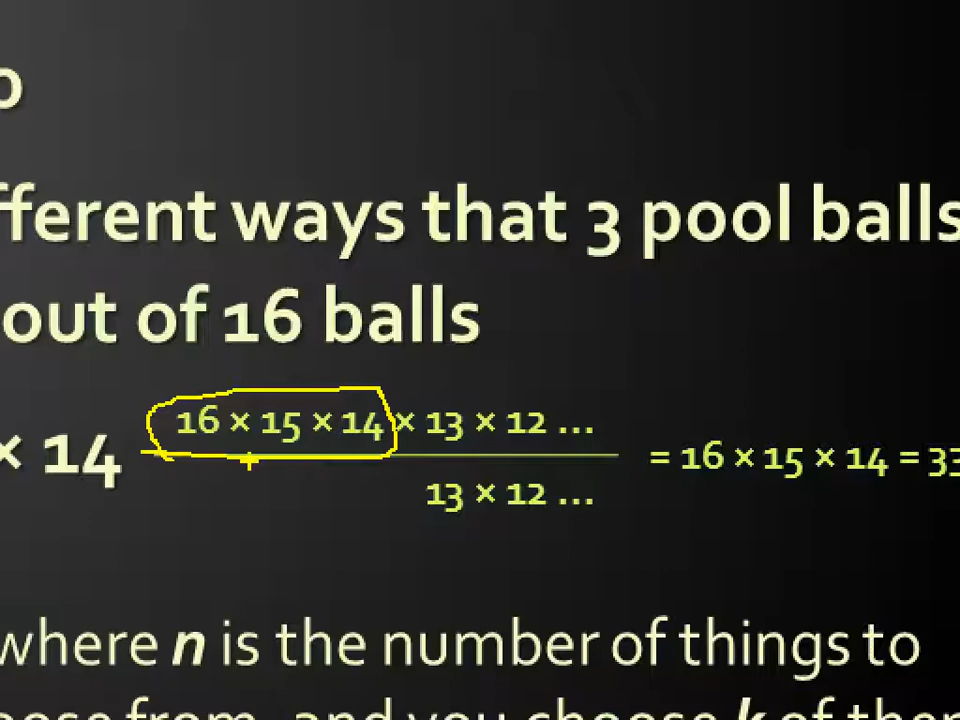 fferent ways that 3 pool balls
out of 16 balls
× 14
16 × 15 × 14 × 13 × 12 ...
13 × 12 ...
= 16 × 15 × 14 = 33
where n is the number of things to